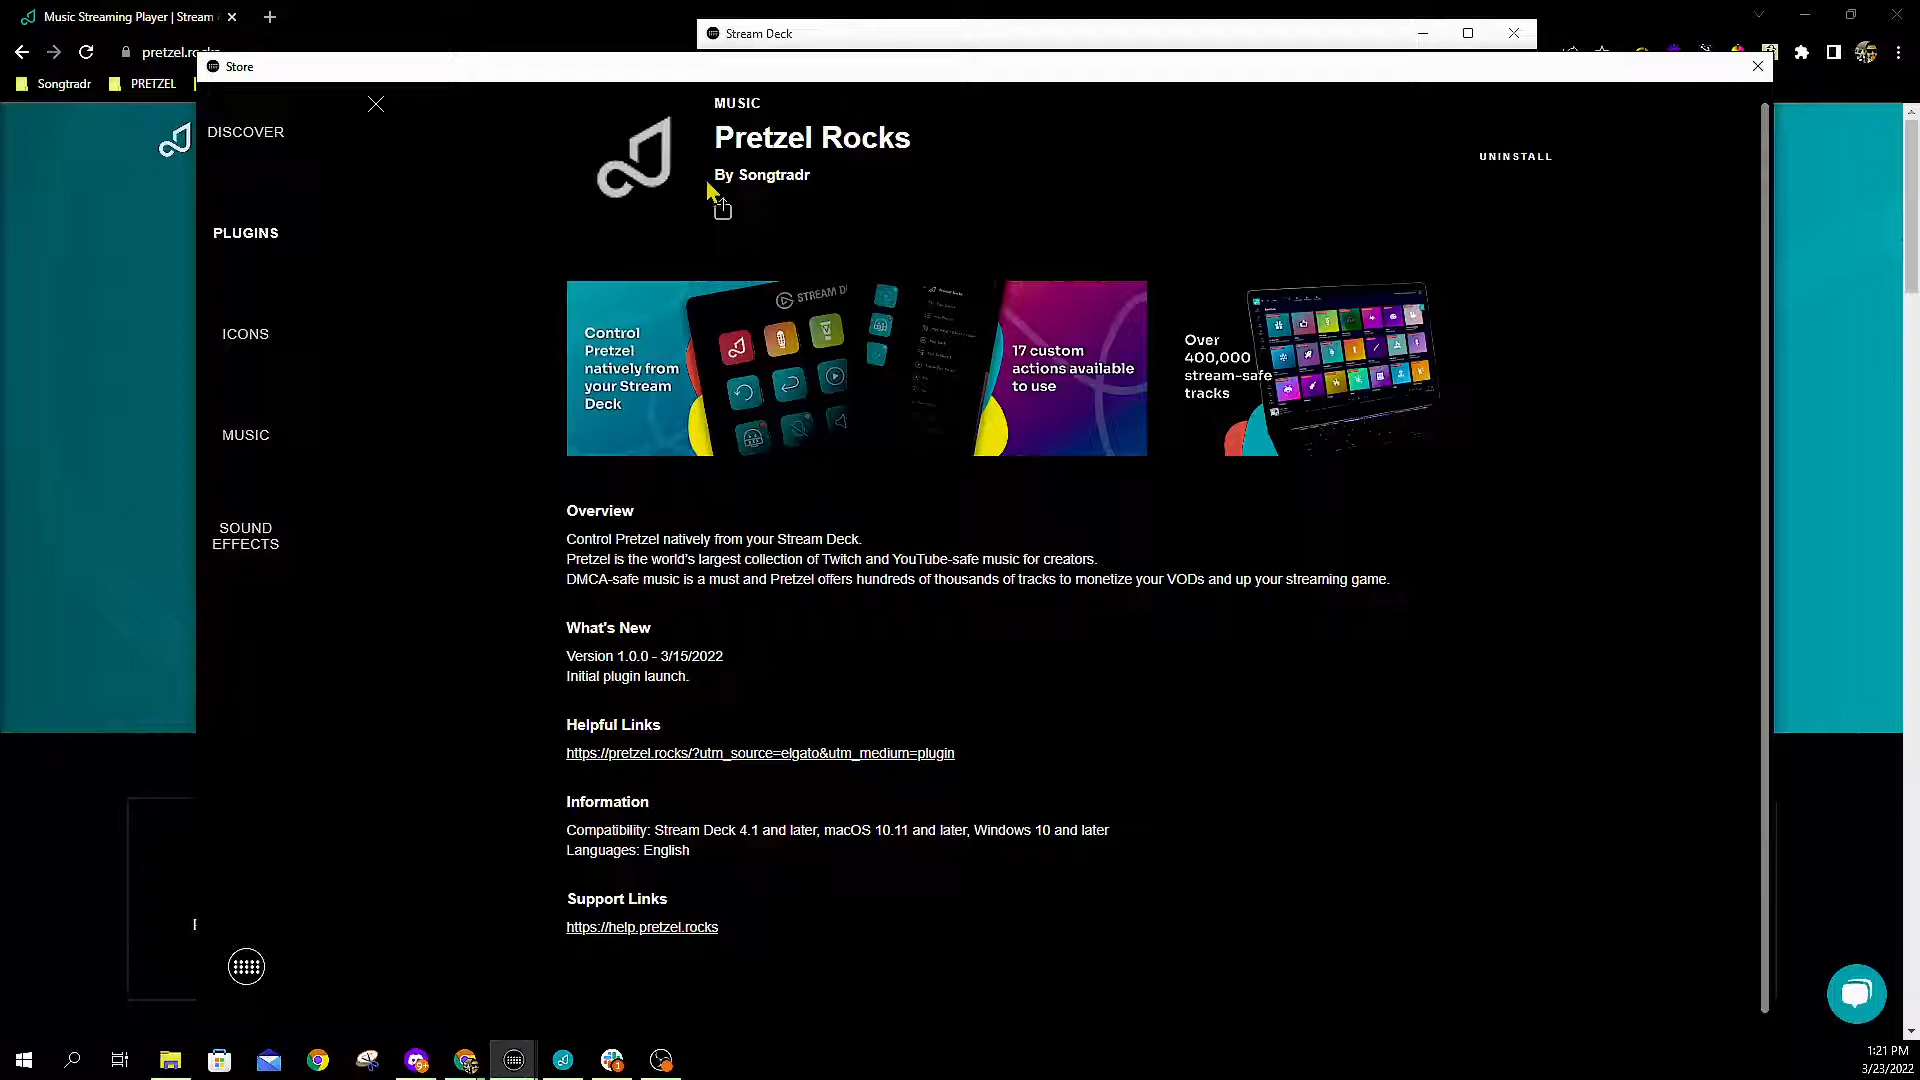 Music Streaming Player | Stream
Stream Deck
pretzel.rocks
Store
Songtradr
PRETZEL
DISCOVER
PLUGINS
ICONS
MUSIC
SOUND
EFFECTS
MUSIC
Pretzel Rocks
By Songtradr
UNINSTALL
Control
Pretzel
natively from
your Stream
Deck
STREAM DE
17 custom
actions available
to use
Over
400,000
stream-safe
tracks
Overview
Control Pretzel natively from your Stream Deck.
Pretzel is the world's largest collection of Twitch and YouTube-safe music for creators.
DMCA-safe music is a must and Pretzel offers hundreds of thousands of tracks to monetize your VODs and up your streaming game.
What's New
Version 1.0.0 - 3/15/2022
Initial plugin launch.
Helpful Links
https://pretzel.rocks/?utm_source=elgato&utm_medium=plugin
Information
Compatibility: Stream Deck 4.1 and later, macOS 10.11 and later, Windows 10 and later
Languages: English
Support Links
https://help.pretzel.rocks
9+
1
1:21 PM
3/23/2022